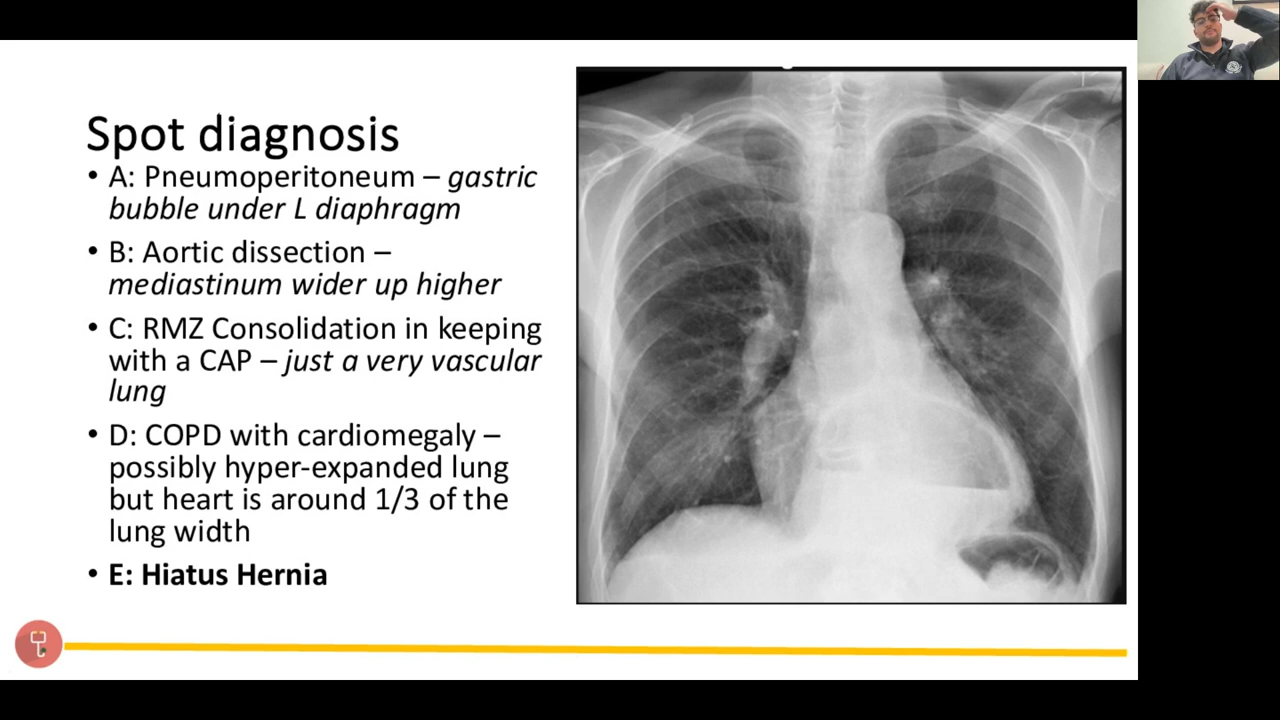 Spot diagnosis
• A: Pneumoperitoneum – gastric
bubble under L diaphragm
• B: Aortic dissection –
mediastinum wider up higher
• C: RMZ Consolidation in keeping
with a CAP – just a very vascular
lung
• D: COPD with cardiomegaly –
possibly hyper-expanded lung
but heart is around 1/3 of the
lung width
• E: Hiatus Hernia